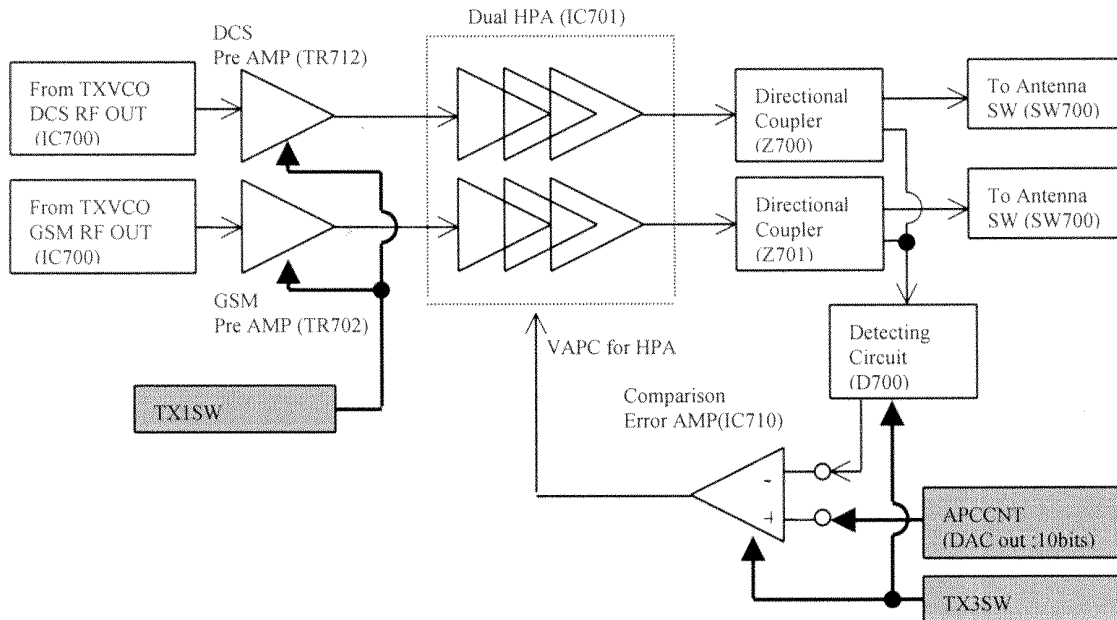 Dual HPA (IC701)
DCS
Pre AMP (TR712)
From TXVCO
DCS RF OUT
(IC700)
Directional
Coupler
(Z700)
To Antenna
SW (SW700)
From TXVCO
GSM RF OUT
(IC700)
Directional
Coupler
(Z701)
To Antenna
SW (SW700)
GSM
Pre AMP (TR702)
VAPC for HPA
Detecting
Circuit
(D700)
TX1SW
Comparison
Error AMP(IC710)
-
+
APCCNT
(DAC out ;10bits)
TX3SW